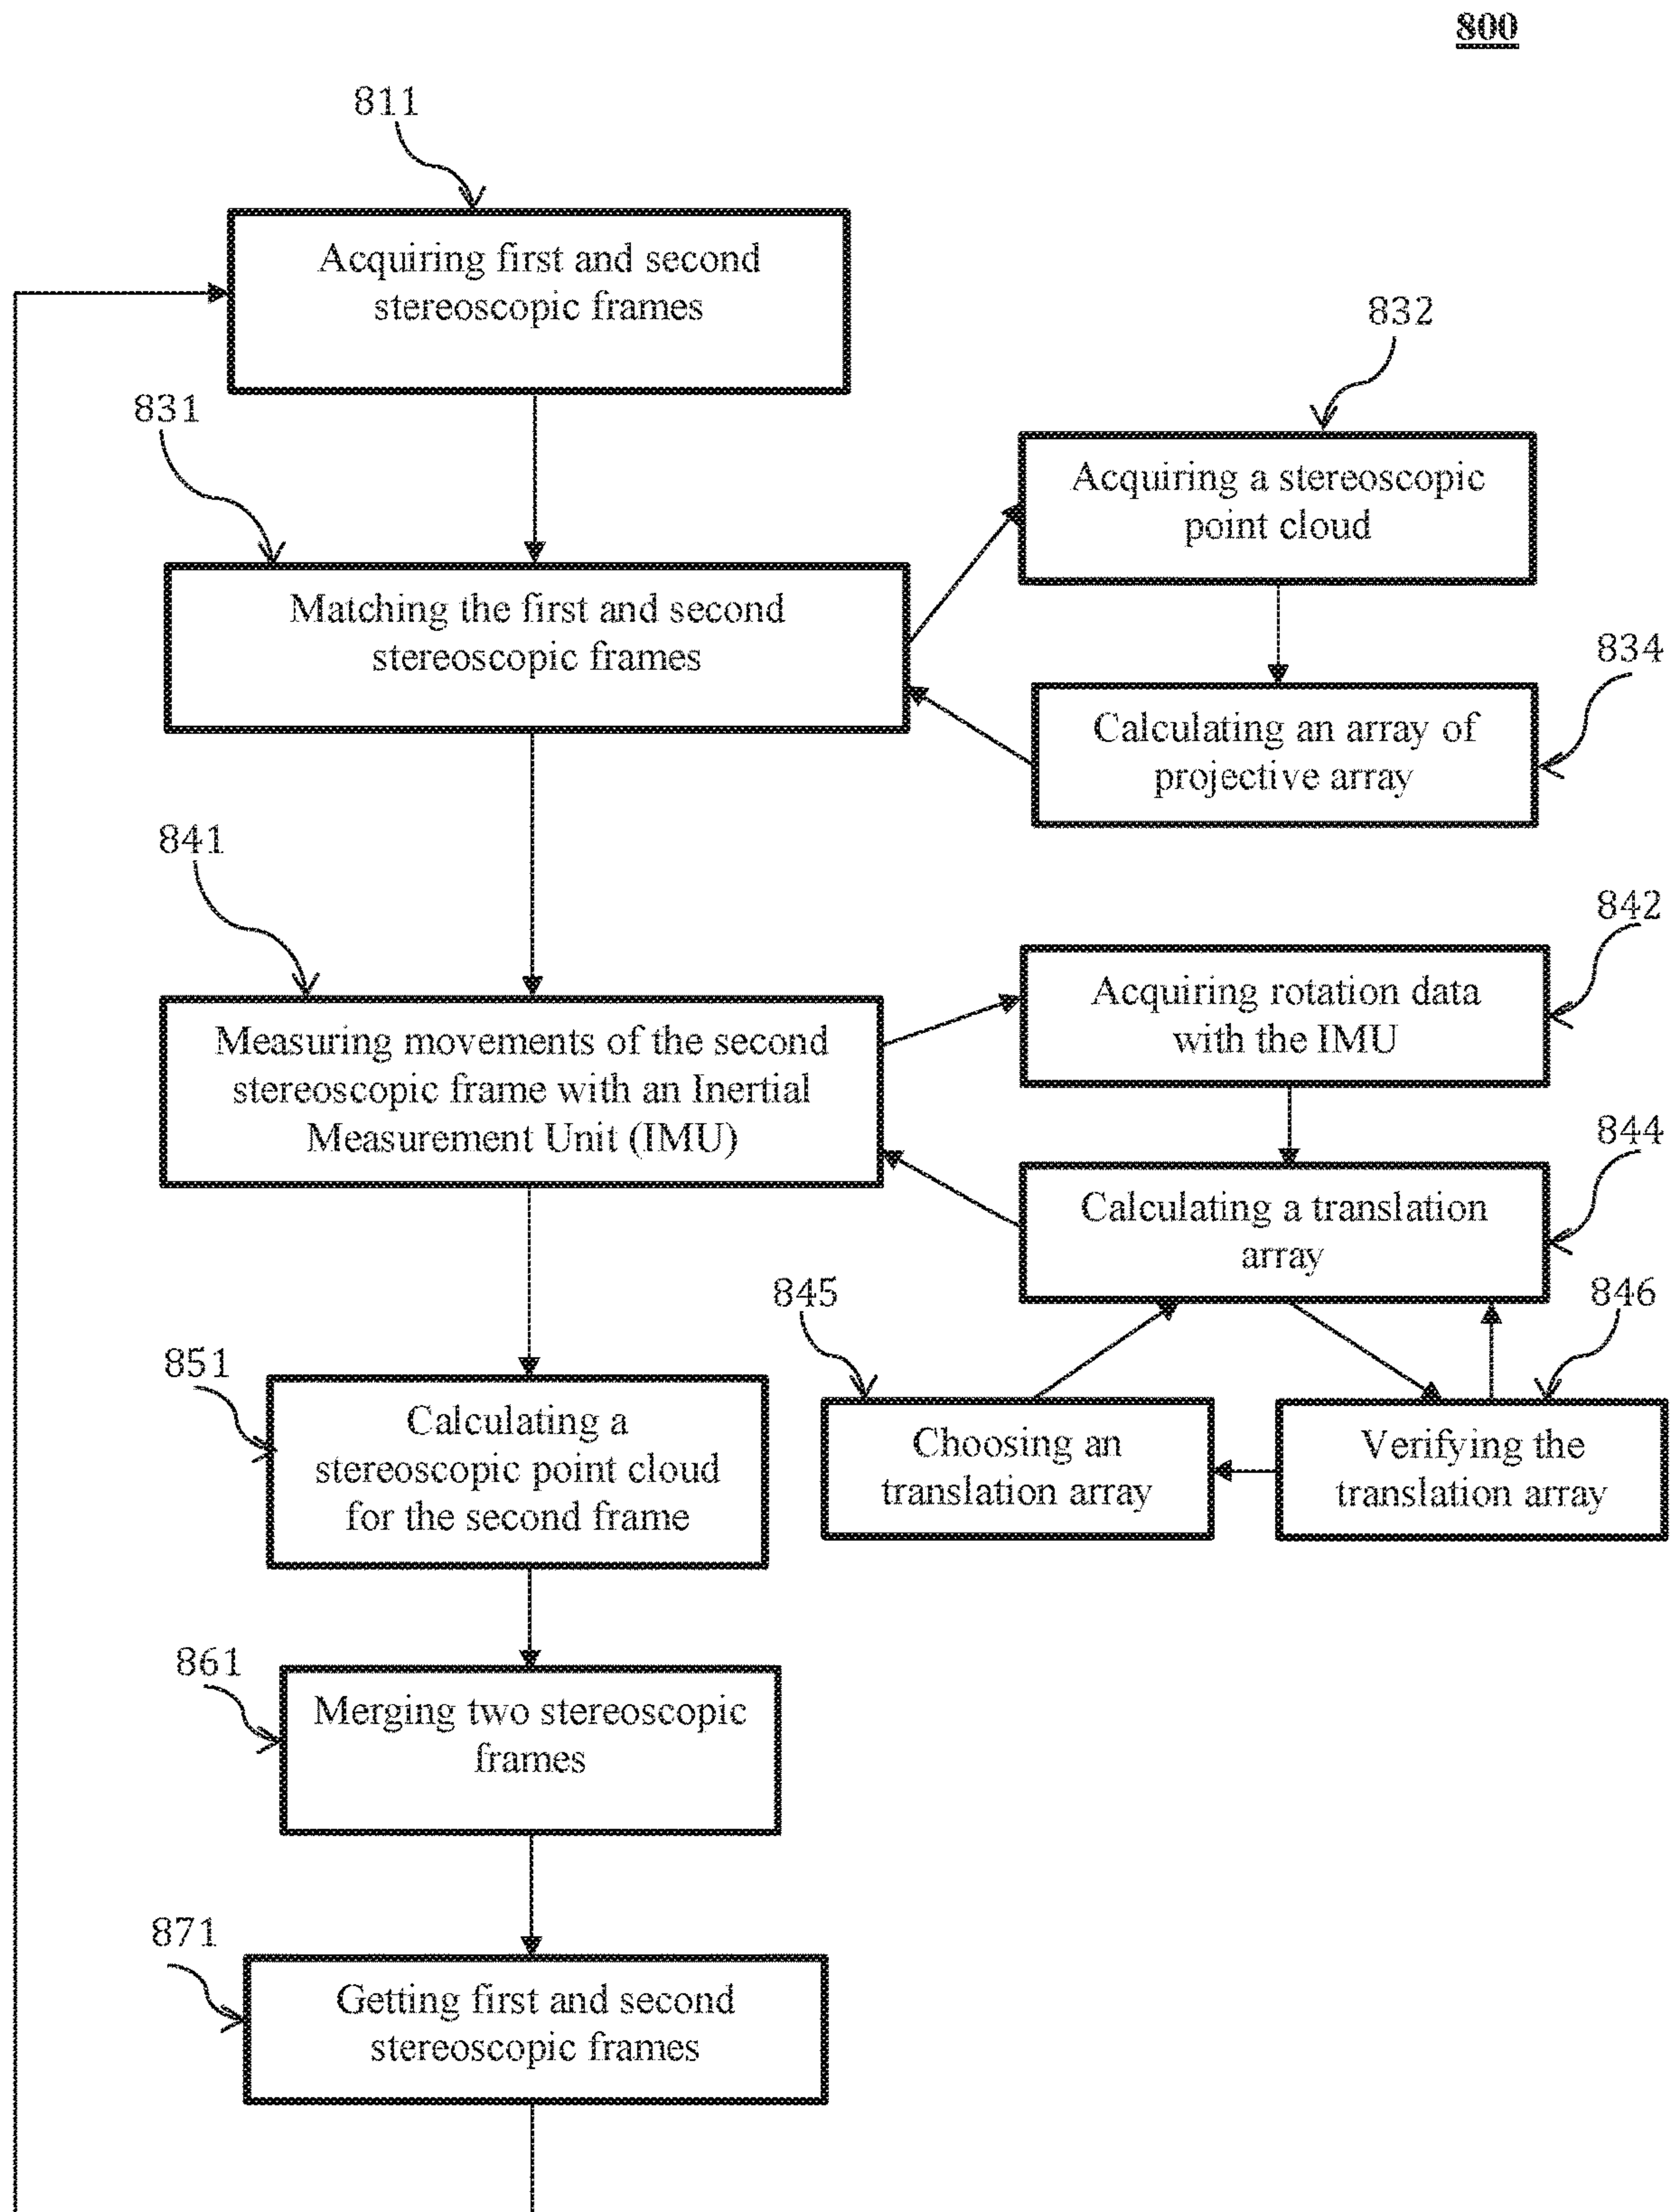 800
811
Acquiring first and second
stereoscopic frames
832
831
Acquiring a stereoscopic
point cloud
Matching the first and second
stereoscopic frames
834
Calculating an array of
projective array
841
842
Acquiring rotation data
with the IMU
Measuring movements of the second
stereoscopic frame with an Inertial
Measurement Unit (IMU)
844
Calculating a translation
array
845
846
851
Calculating a
stereoscopic point cloud
for the second frame
Choosing an
translation array
Verifying the
translation array
861
Merging two stereoscopic
frames
871
Getting first and second
stereoscopic frames